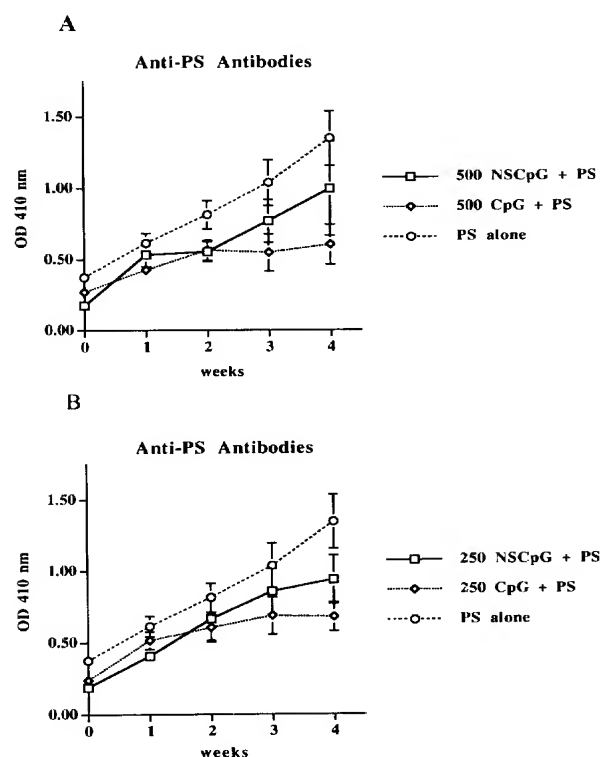 A
Anti-PS Antibodies
1.50
1.00
0.50
0.00
OD 410 nm
0 1 2 3 4
weeks
500 NSCpG + PS
500 CpG + PS
PS alone
B
Anti-PS Antibodies
1.50
1.00
0.50
0.00
OD 410 nm
0 1 2 3 4
weeks
250 NSCpG + PS
250 CpG + PS
PS alone